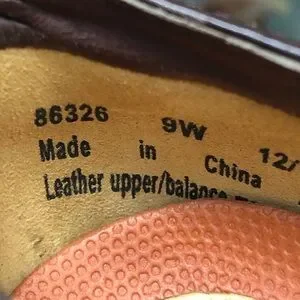 86326 9W 12/
Made in China
Leather upper/balance